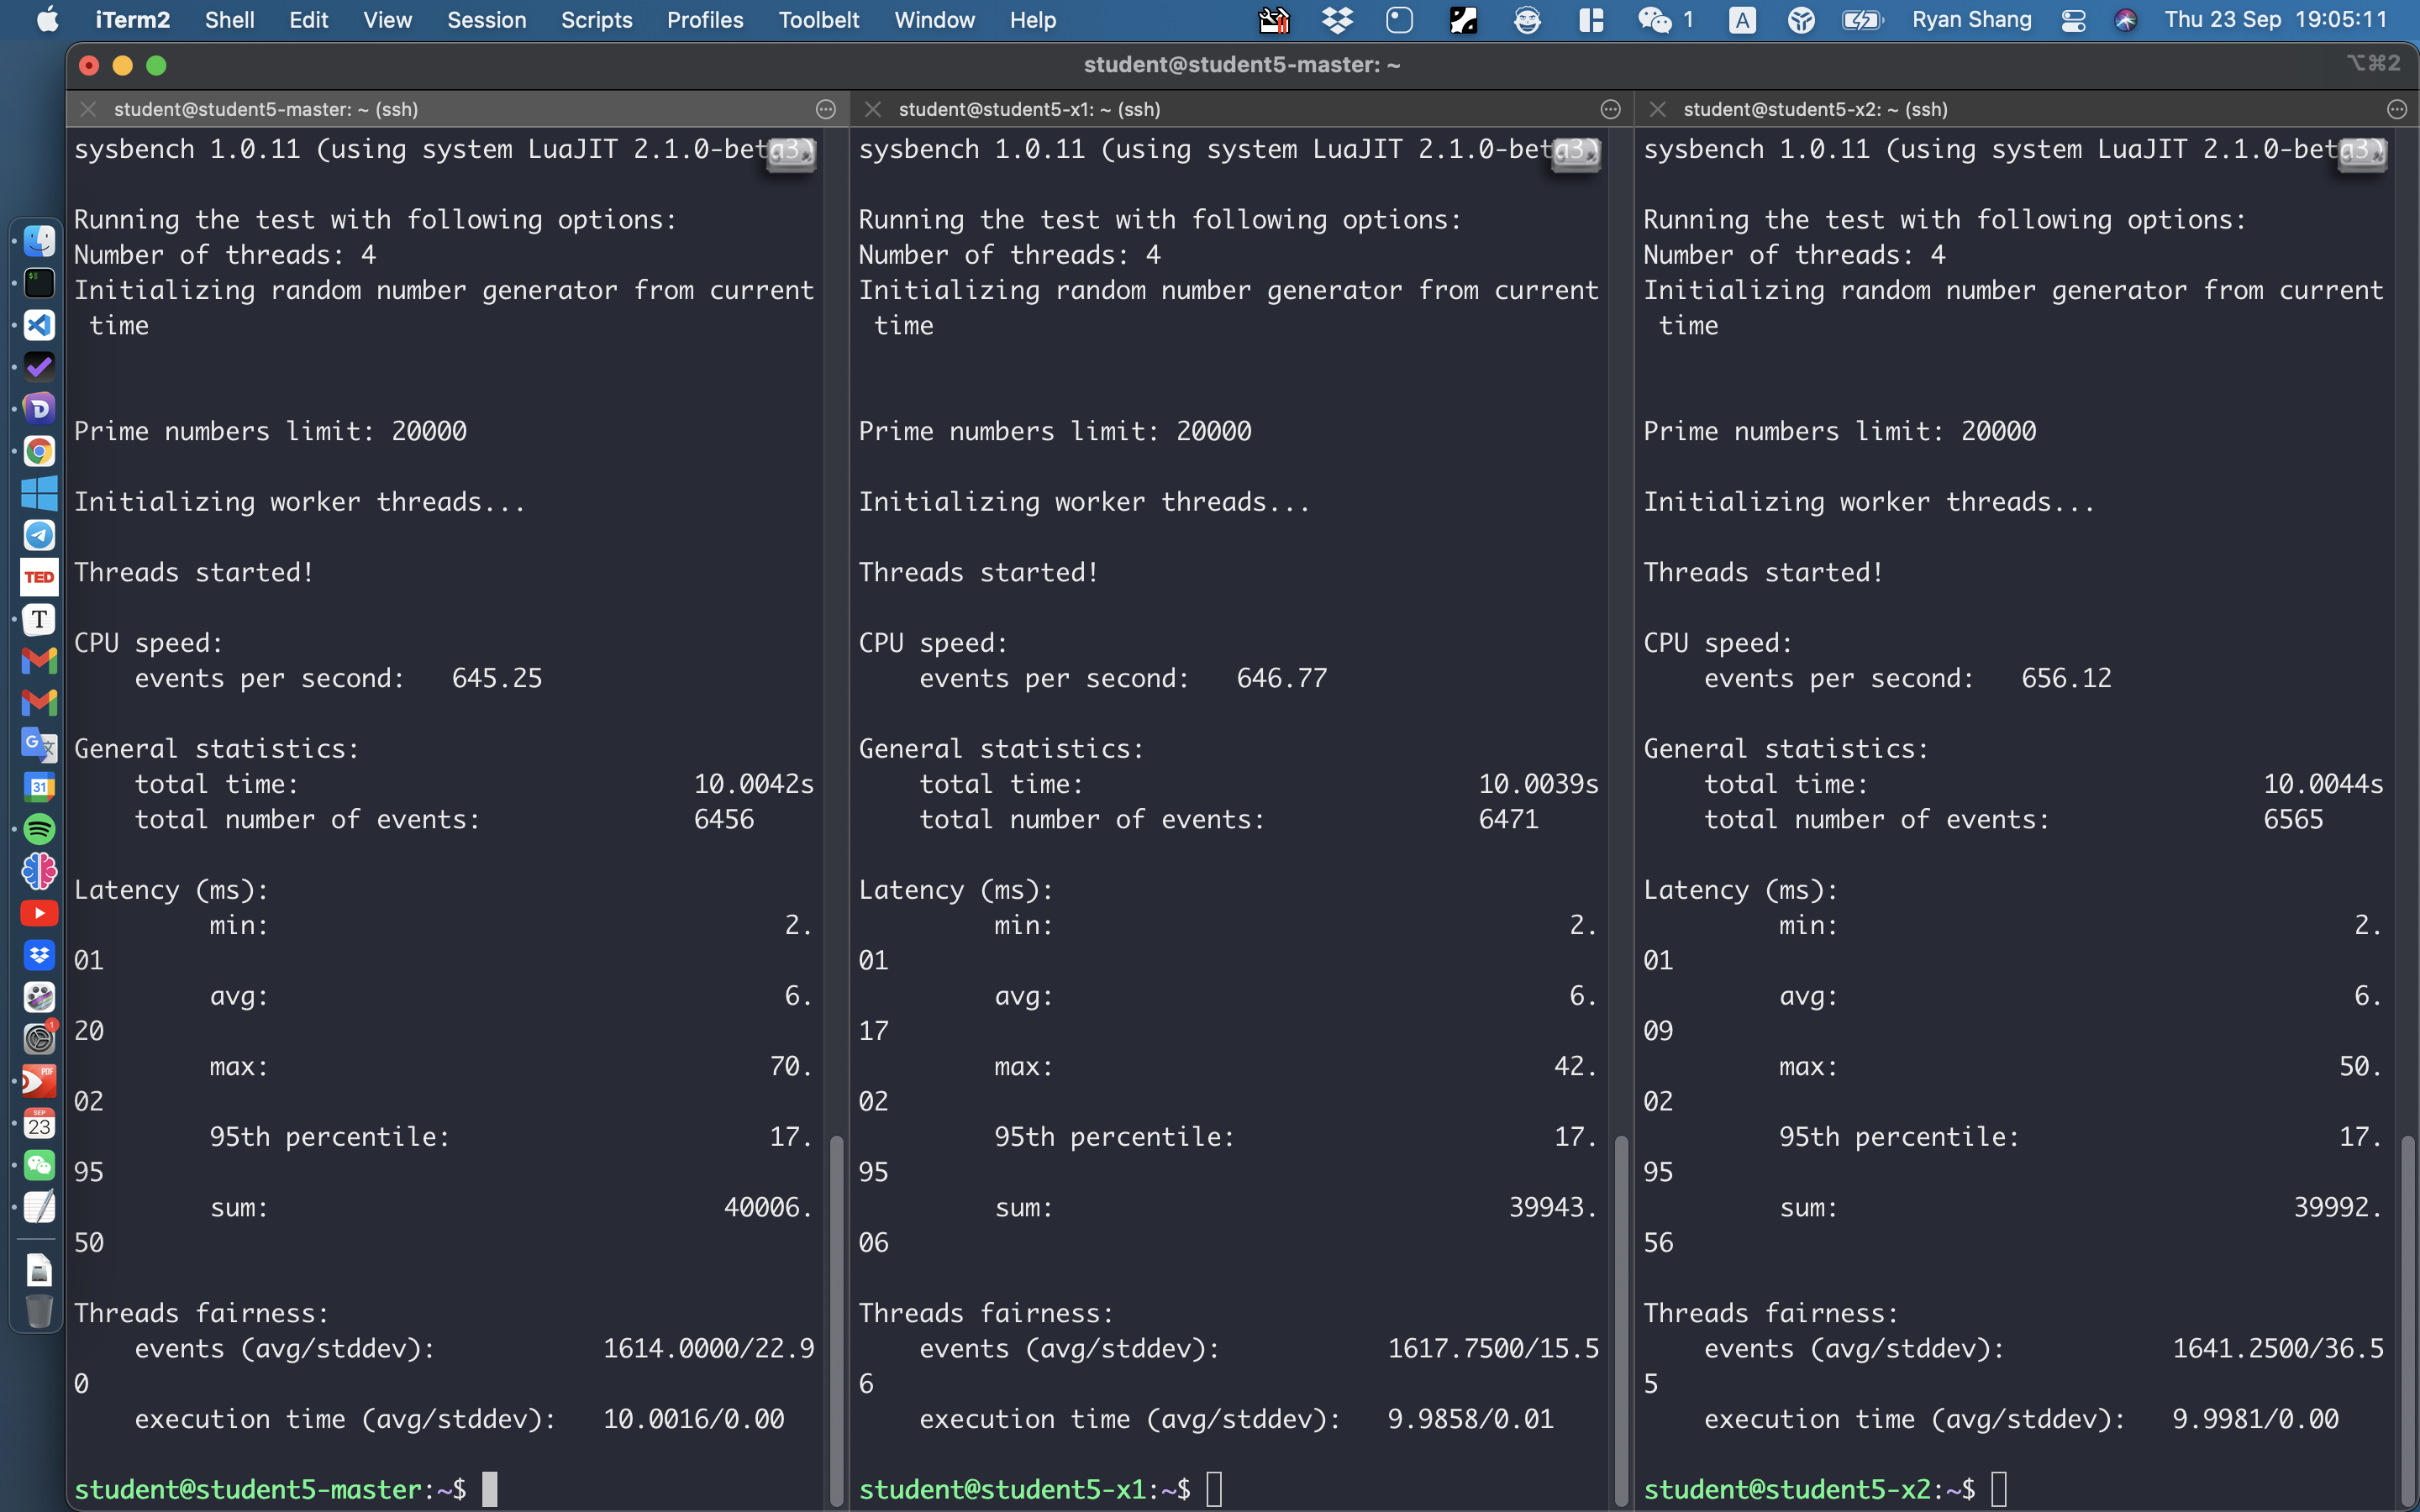 iTerm2 Shell Edit View Session Scripts Profiles Toolbelt Window Help 1 A Ryan Shang Thu 23 Sep 19:05:11
student@student5-master: ~ ⌥⌘2
student@student5-master: ~ (ssh)
sysbench 1.0.11 (using system LuaJIT 2.1.0-beta3)
Running the test with following options:
Number of threads: 4
Initializing random number generator from current
time
Prime numbers limit: 20000
Initializing worker threads...
Threads started!
CPU speed:
events per second: 645.25
General statistics:
total time: 10.0042s
total number of events: 6456
Latency (ms):
min: 2.
01
avg: 6.
20
max: 70.
02
95th percentile: 17.
95
sum: 40006.
50
Threads fairness:
events (avg/stddev): 1614.0000/22.9
0
execution time (avg/stddev): 10.0016/0.00
student@student5-master:~$
student@student5-x1: ~ (ssh)
sysbench 1.0.11 (using system LuaJIT 2.1.0-beta3)
Running the test with following options:
Number of threads: 4
Initializing random number generator from current
time
Prime numbers limit: 20000
Initializing worker threads...
Threads started!
CPU speed:
events per second: 646.77
General statistics:
total time: 10.0039s
total number of events: 6471
Latency (ms):
min: 2.
01
avg: 6.
17
max: 42.
02
95th percentile: 17.
95
sum: 39943.
06
Threads fairness:
events (avg/stddev): 1617.7500/15.5
6
execution time (avg/stddev): 9.9858/0.01
student@student5-x1:~$
student@student5-x2: ~ (ssh)
sysbench 1.0.11 (using system LuaJIT 2.1.0-beta3)
Running the test with following options:
Number of threads: 4
Initializing random number generator from current
time
Prime numbers limit: 20000
Initializing worker threads...
Threads started!
CPU speed:
events per second: 656.12
General statistics:
total time: 10.0044s
total number of events: 6565
Latency (ms):
min: 2.
01
avg: 6.
09
max: 50.
02
95th percentile: 17.
95
sum: 39992.
56
Threads fairness:
events (avg/stddev): 1641.2500/36.5
5
execution time (avg/stddev): 9.9981/0.00
student@student5-x2:~$
TED
T
G 文
31
1
PDF
SEP
23